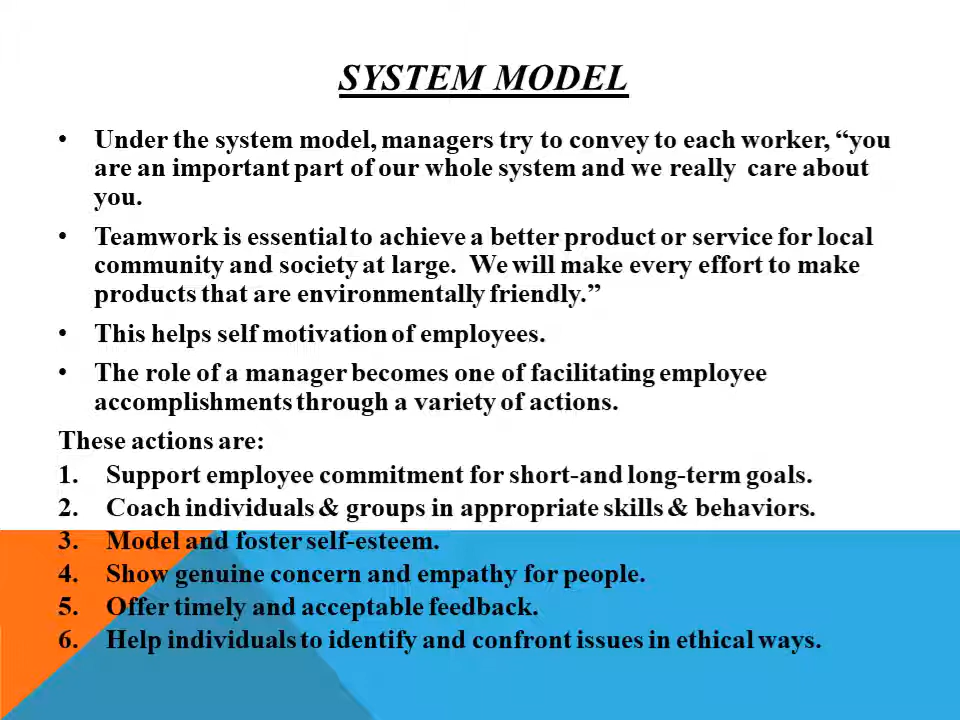 SYSTEM MODEL
• Under the system model, managers try to convey to each worker, “you
are an important part of our whole system and we really care about
you.
• Teamwork is essential to achieve a better product or service for local
community and society at large. We will make every effort to make
products that are environmentally friendly.”
• This helps self motivation of employees.
• The role of a manager becomes one of facilitating employee
accomplishments through a variety of actions.
These actions are:
1. Support employee commitment for short-and long-term goals.
2. Coach individuals & groups in appropriate skills & behaviors.
3. Model and foster self-esteem.
4. Show genuine concern and empathy for people.
5. Offer timely and acceptable feedback.
6. Help individuals to identify and confront issues in ethical ways.